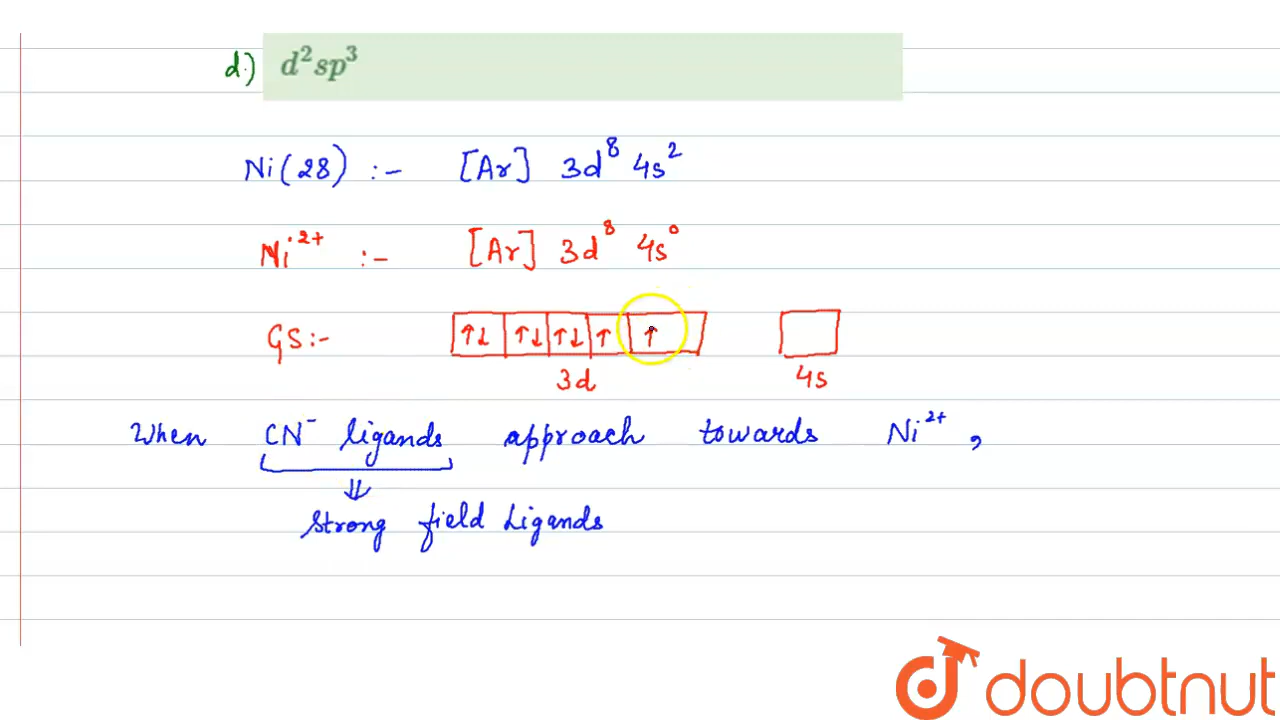 d.) d²sp³
Ni(28) :- [Ar] 3d⁸ 4s²
Ni²⁺ :- [Ar] 3d⁸ 4s⁰
GS:- ↑↓ ↑↓ ↑↓ ↑ ↑
3d 4s
When CN⁻ ligands approach towards Ni²⁺,
⇓
Strong field Ligands
doubtnut